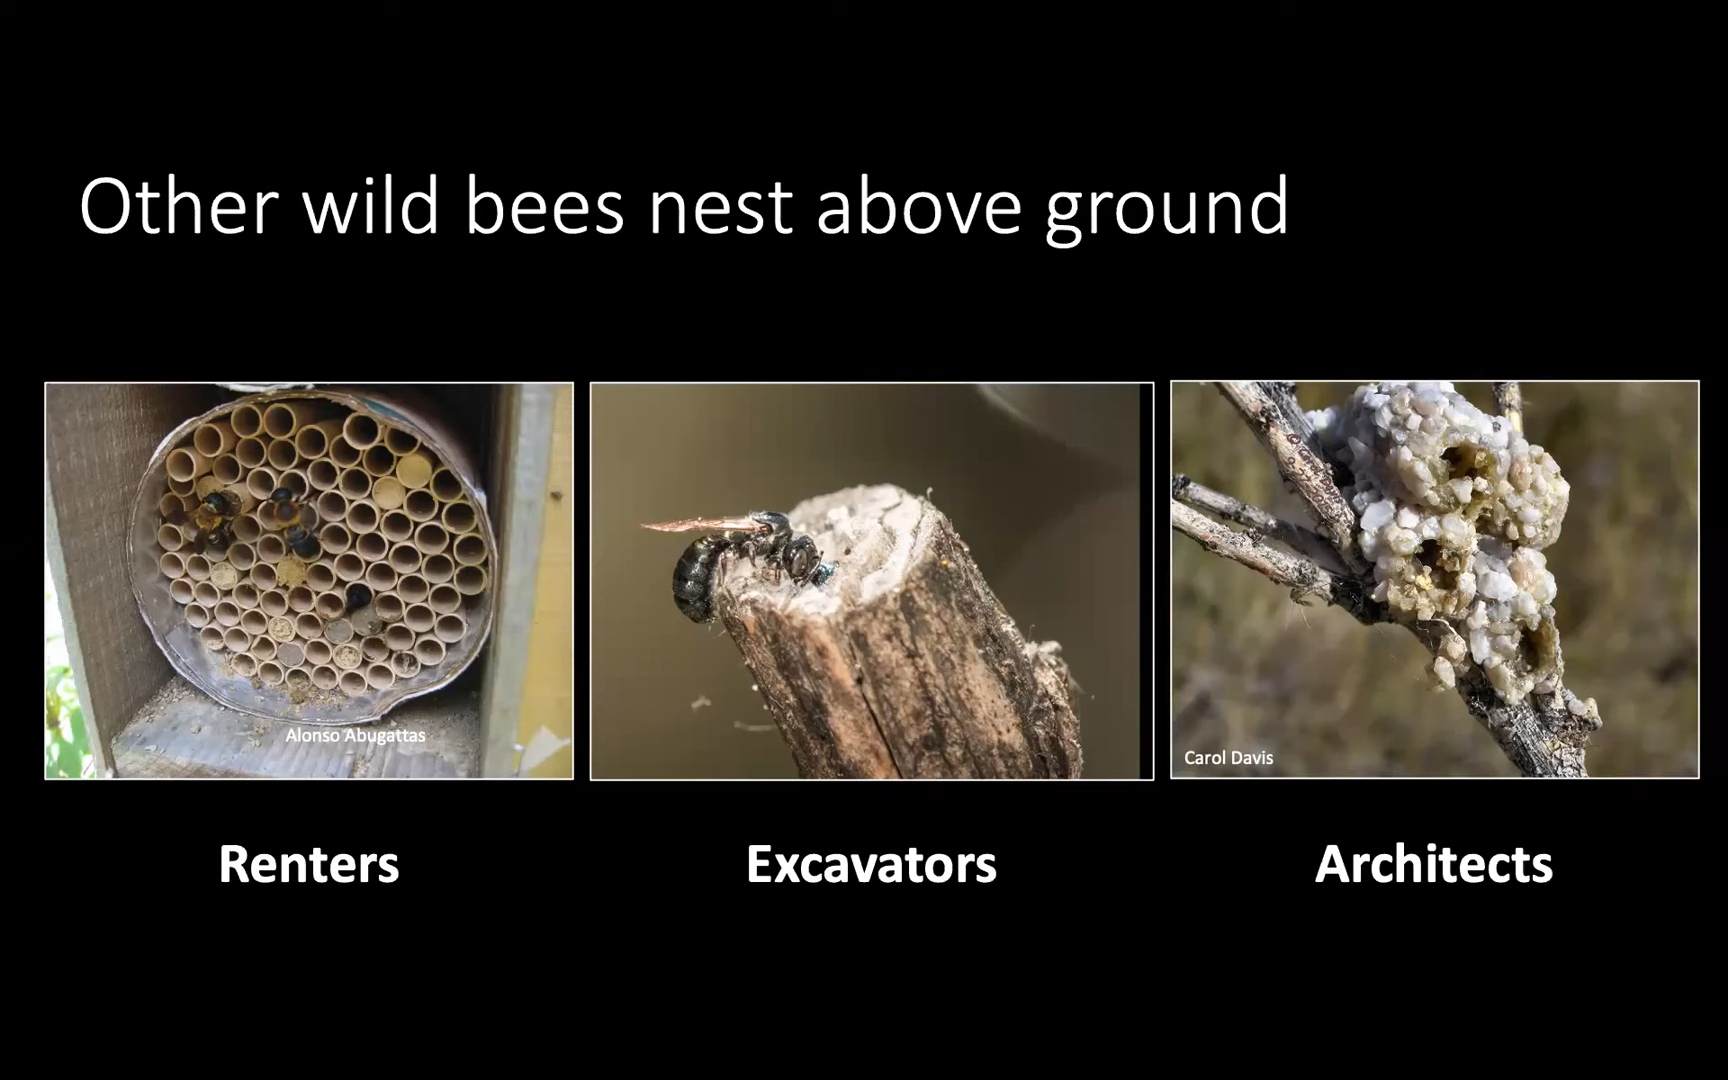 Other wild bees nest above ground
Alonso Abugattas
Carol Davis
Renters
Excavators
Architects